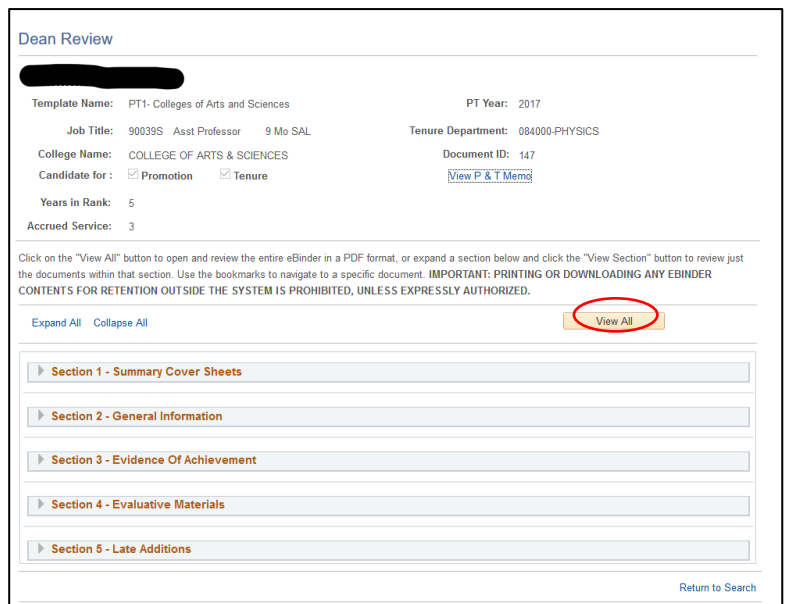 Dean Review
Template Name: PT1- Colleges of Arts and Sciences PT Year: 2017
Job Title: 90039S Asst Professor 9 Mo SAL Tenure Department: 084000-PHYSICS
College Name: COLLEGE OF ARTS & SCIENCES Document ID: 147
Candidate for : Promotion Tenure View P & T Memo
Years in Rank: 5
Accrued Service: 3
Click on the "View All" button to open and review the entire eBinder in a PDF format, or expand a section below and click the "View Section" button to review just
the documents within that section. Use the bookmarks to navigate to a specific document. IMPORTANT: PRINTING OR DOWNLOADING ANY EBINDER
CONTENTS FOR RETENTION OUTSIDE THE SYSTEM IS PROHIBITED, UNLESS EXPRESSLY AUTHORIZED.
Expand All Collapse All View All
Section 1 - Summary Cover Sheets
Section 2 - General Information
Section 3 - Evidence Of Achievement
Section 4 - Evaluative Materials
Section 5 - Late Additions
Return to Search